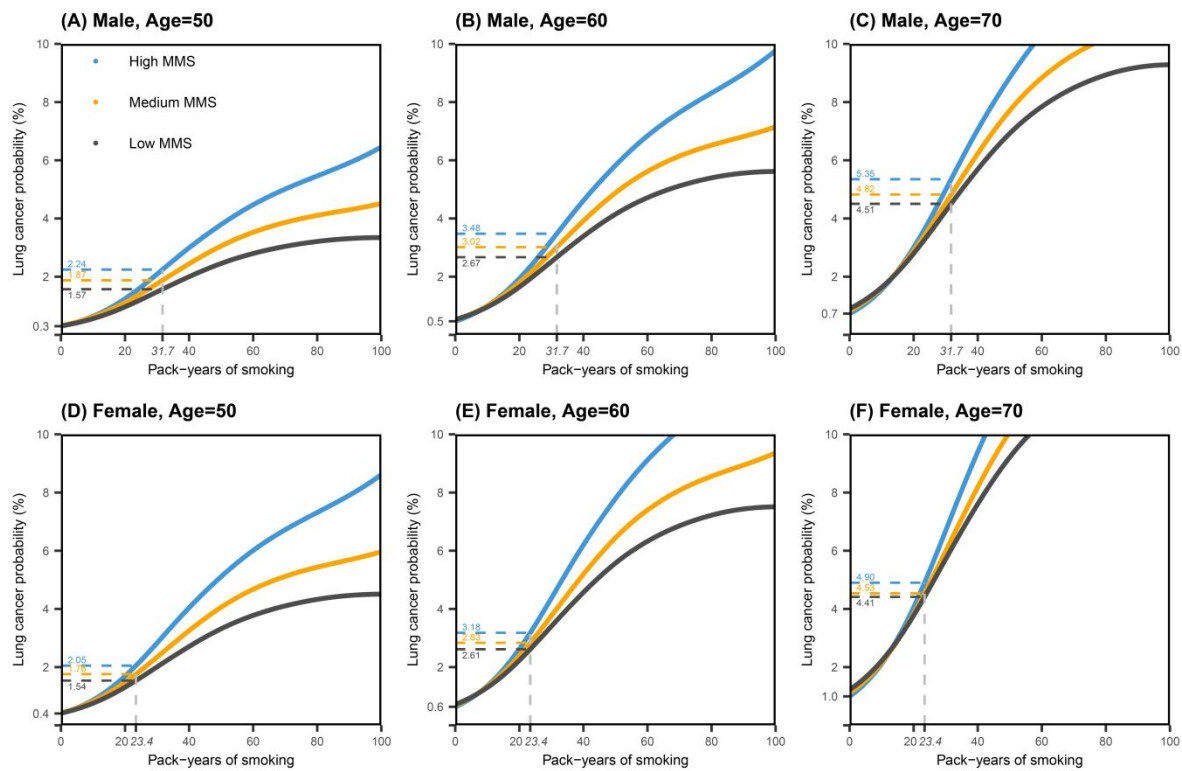 (A) Male, Age=50
(B) Male, Age=60
(C) Male, Age=70
Lung cancer probability (%)
10
8
6
4
2
0.3
High MMS
Medium MMS
Low MMS
2.24
1.87
1.57
0 20 31.7 40 60 80 100
Pack−years of smoking
Lung cancer probability (%)
10
8
6
4
2
0.5
3.48
3.02
2.67
0 20 31.7 40 60 80 100
Pack−years of smoking
Lung cancer probability (%)
10
8
6
4
2
0.7
5.35
4.82
4.51
0 20 31.7 40 60 80 100
Pack−years of smoking
(D) Female, Age=50
(E) Female, Age=60
(F) Female, Age=70
Lung cancer probability (%)
10
8
6
4
2
0.4
2.05
1.76
1.54
0 20 23.4 40 60 80 100
Pack−years of smoking
Lung cancer probability (%)
10
8
6
4
2
0.6
3.18
2.83
2.61
0 20 23.4 40 60 80 100
Pack−years of smoking
Lung cancer probability (%)
10
8
6
4
2
1.0
4.90
4.53
4.41
0 20 23.4 40 60 80 100
Pack−years of smoking